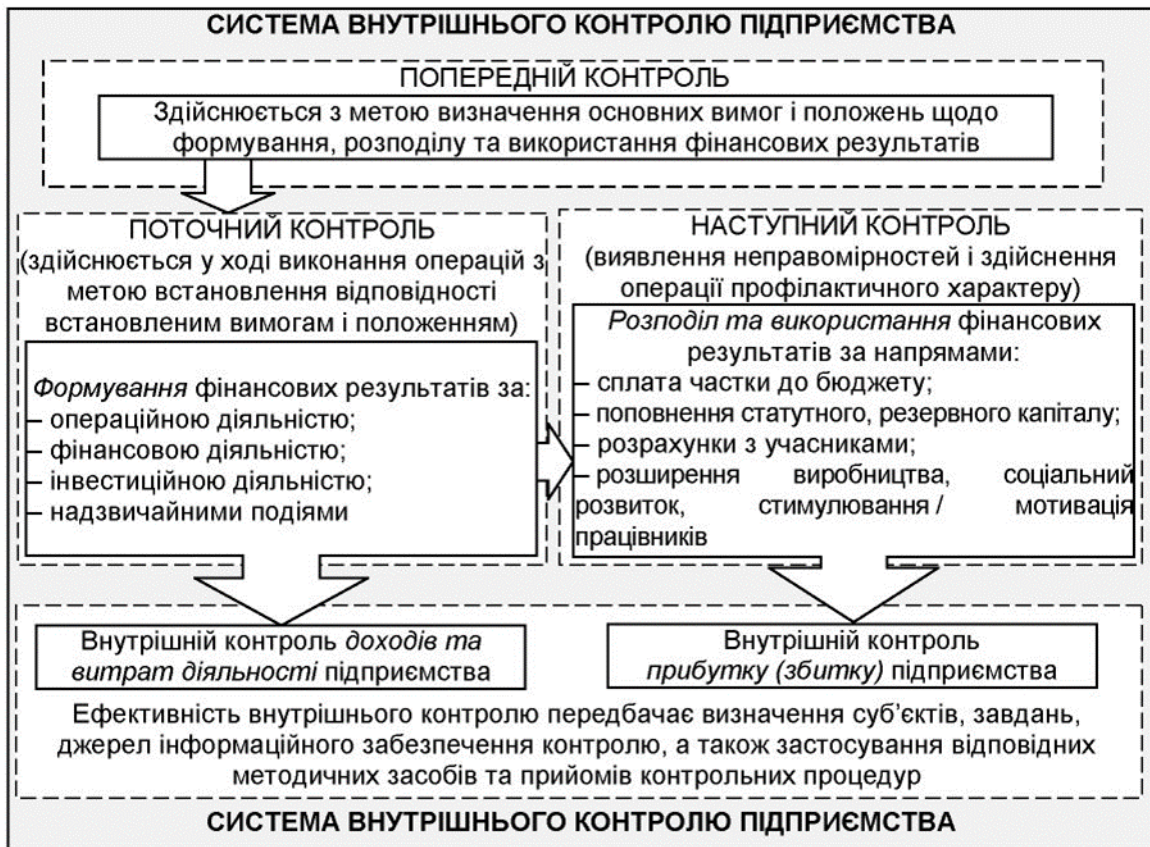 СИСТЕМА ВНУТРІШНЬОГО КОНТРОЛЮ ПІДПРИЄМСТВА
ПОПЕРЕДНІЙ КОНТРОЛЬ
Здійснюється з метою визначення основних вимог і положень щодо
формування, розподілу та використання фінансових результатів
ПОТОЧНИЙ КОНТРОЛЬ
(здійснюється у ході виконання операцій з
метою встановлення відповідності
встановленим вимогам і положенням)
Формування фінансових результатів за:
– операційною діяльністю;
– фінансовою діяльністю;
– інвестиційною діяльністю;
– надзвичайними подіями
НАСТУПНИЙ КОНТРОЛЬ
(виявлення неправомірностей і здійснення
операції профілактичного характеру)
Розподіл та використання фінансових
результатів за напрямами:
– сплата частки до бюджету;
– поповнення статутного, резервного капіталу;
– розрахунки з учасниками;
– розширення виробництва, соціальний
розвиток, стимулювання / мотивація
працівників
Внутрішній контроль доходів та
витрат діяльності підприємства
Внутрішній контроль
прибутку (збитку) підприємства
Ефективність внутрішнього контролю передбачає визначення суб’єктів, завдань,
джерел інформаційного забезпечення контролю, а також застосування відповідних
методичних засобів та прийомів контрольних процедур
СИСТЕМА ВНУТРІШНЬОГО КОНТРОЛЮ ПІДПРИЄМСТВА